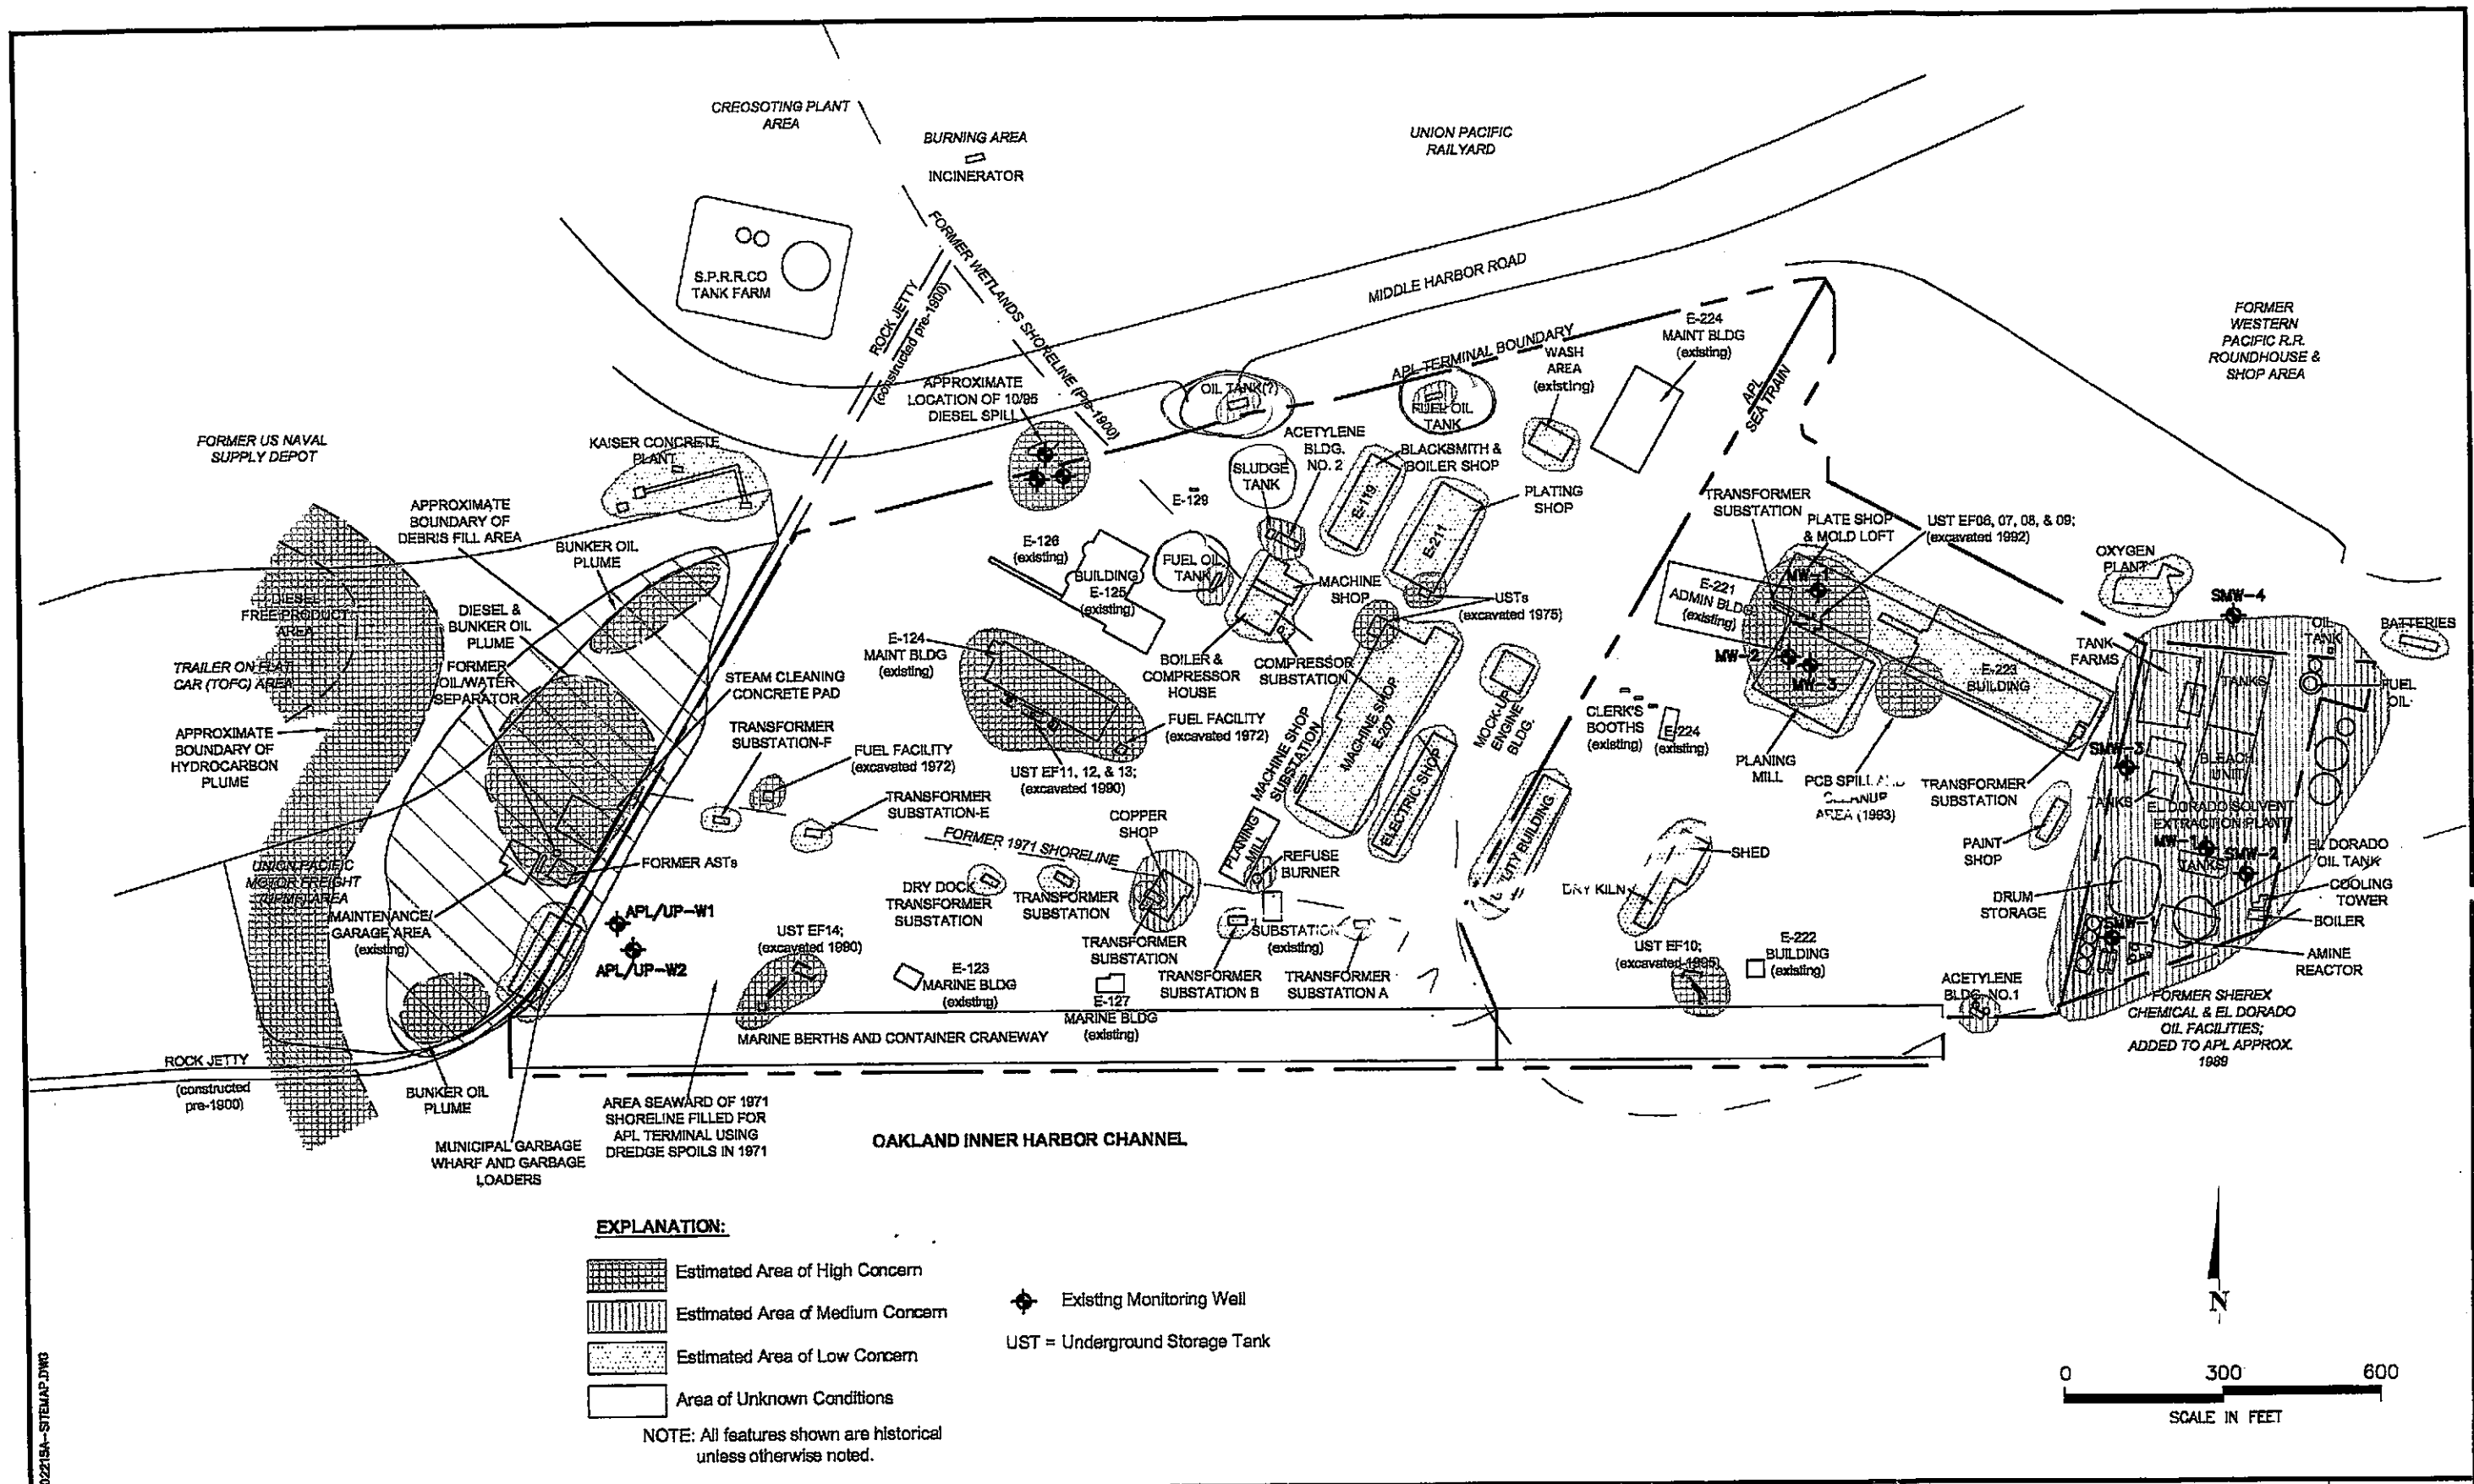 CREOSOTING PLANT
AREA
BURNING AREA
INCINERATOR
UNION PACIFIC
RAILYARD
S.P.R.R.CO
TANK FARM
ROCK JETTY
(constructed pre-1900)
FORMER WETLANDS SHORELINE (Pre-1900)
MIDDLE HARBOR ROAD
APL TERMINAL BOUNDARY
FORMER
WESTERN
PACIFIC R.R.
ROUNDHOUSE &
SHOP AREA
E-224
MAINT BLDG
(existing)
WASH
AREA
(existing)
APL
SEA TRAIN
APPROXIMATE
LOCATION OF 10/95
DIESEL SPILL
OIL TANK(?)
FUEL OIL
TANK
FORMER US NAVAL
SUPPLY DEPOT
KAISER CONCRETE
PLANT
ACETYLENE
BLDG.
NO. 2
SLUDGE
TANK
BLACKSMITH &
BOILER SHOP
E-119
E-211
PLATING
SHOP
E-129
APPROXIMATE
BOUNDARY OF
DEBRIS FILL AREA
BUNKER OIL
PLUME
E-126
(existing)
BUILDING
E-125
(existing)
FUEL OIL
TANK
MACHINE
SHOP
USTs
(excavated 1975)
TRANSFORMER
SUBSTATION
PLATE SHOP
& MOLD LOFT
UST EF06, 07, 08, & 09;
(excavated 1992)
OXYGEN
PLANT
SMW-4
BATTERIES
DIESEL
FREE PRODUCT
AREA
DIESEL &
BUNKER OIL
PLUME
TRAILER ON FLAT
CAR (TOFC) AREA
FORMER
OIL/WATER
SEPARATOR
APPROXIMATE
BOUNDARY OF
HYDROCARBON
PLUME
STEAM CLEANING
CONCRETE PAD
E-124
MAINT BLDG
(existing)
BOILER &
COMPRESSOR
HOUSE
COMPRESSOR
SUBSTATION
E-221
ADMIN BLDG
(existing)
MW-1
MW-2
MW-3
TANK
FARMS
OIL
TANK
TANKS
FUEL
OIL
E-223
BUILDING
TRANSFORMER
SUBSTATION-F
FUEL FACILITY
(excavated 1972)
FUEL FACILITY
(excavated 1972)
UST EF11, 12, & 13;
(excavated 1990)
MACHINE SHOP
SUBSTATION
MACHINE SHOP
E-207
MOCK-UP
ENGINE
BLDG.
CLERK'S
BOOTHS
(existing)
E-224
(existing)
PLANING
MILL
PCB SPILL AND
CLEANUP
AREA (1993)
TRANSFORMER
SUBSTATION
SMW-3
BLEACH
UNIT
TANKS
EL DORADO SOLVENT
EXTRACTION PLANT
TRANSFORMER
SUBSTATION-E
COPPER
SHOP
FORMER 1971 SHORELINE
PLANING
MILL
REFUSE
BURNER
ELECTRIC SHOP
UTILITY BUILDING
SHED
DRY KILN
PAINT
SHOP
MW-1
TANKS
SMW-2
EL DORADO
OIL TANK
COOLING
TOWER
BOILER
DRUM
STORAGE
SMW-1
AMINE
REACTOR
UNION PACIFIC
MOTOR FREIGHT
(UPMF) AREA
FORMER ASTs
MAINTENANCE/
GARAGE AREA
(existing)
APL/UP-W1
APL/UP-W2
DRY DOCK
TRANSFORMER
SUBSTATION
TRANSFORMER
SUBSTATION
TRANSFORMER
SUBSTATION
SUBSTATION
(existing)
TRANSFORMER
SUBSTATION B
TRANSFORMER
SUBSTATION A
UST EF14;
(excavated 1990)
E-123
MARINE BLDG
(existing)
E-127
MARINE BLDG
(existing)
UST EF10;
(excavated 1995)
E-222
BUILDING
(existing)
ACETYLENE
BLDG. NO.1
FORMER SHEREX
CHEMICAL & EL DORADO
OIL FACILITIES;
ADDED TO APL APPROX.
1989
MARINE BERTHS AND CONTAINER CRANEWAY
ROCK JETTY
(constructed
pre-1900)
BUNKER OIL
PLUME
MUNICIPAL GARBAGE
WHARF AND GARBAGE
LOADERS
AREA SEAWARD OF 1971
SHORELINE FILLED FOR
APL TERMINAL USING
DREDGE SPOILS IN 1971
OAKLAND INNER HARBOR CHANNEL
EXPLANATION:
Estimated Area of High Concern
Estimated Area of Medium Concern
Estimated Area of Low Concern
Area of Unknown Conditions
Existing Monitoring Well
UST = Underground Storage Tank
NOTE: All features shown are historical
unless otherwise noted.
N
0 300 600
SCALE IN FEET
02215A-SITEMAP.DWG